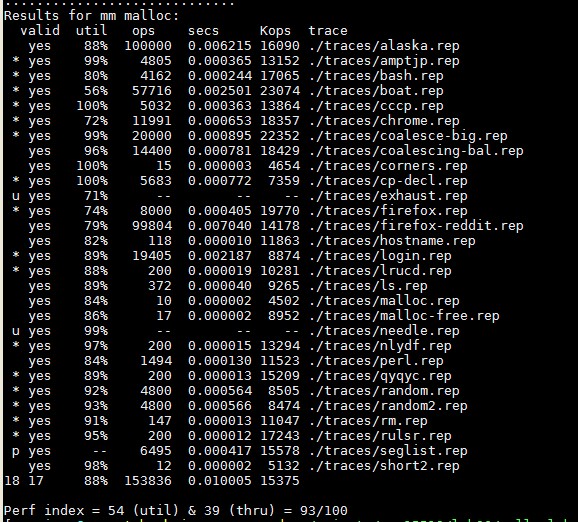 .............................
Results for mm malloc:
valid util ops secs Kops trace
yes 88% 100000 0.006215 16090 ./traces/alaska.rep
* yes 99% 4805 0.000365 13152 ./traces/amptjp.rep
* yes 80% 4162 0.000244 17065 ./traces/bash.rep
* yes 56% 57716 0.002501 23074 ./traces/boat.rep
* yes 100% 5032 0.000363 13864 ./traces/cccp.rep
* yes 72% 11991 0.000653 18357 ./traces/chrome.rep
* yes 99% 20000 0.000895 22352 ./traces/coalesce-big.rep
yes 96% 14400 0.000781 18429 ./traces/coalescing-bal.rep
yes 100% 15 0.000003 4654 ./traces/corners.rep
* yes 100% 5683 0.000772 7359 ./traces/cp-decl.rep
u yes 71% -- -- -- ./traces/exhaust.rep
* yes 74% 8000 0.000405 19770 ./traces/firefox.rep
yes 79% 99804 0.007040 14178 ./traces/firefox-reddit.rep
yes 82% 118 0.000010 11863 ./traces/hostname.rep
* yes 89% 19405 0.002187 8874 ./traces/login.rep
* yes 88% 200 0.000019 10281 ./traces/lrucd.rep
yes 89% 372 0.000040 9265 ./traces/ls.rep
yes 84% 10 0.000002 4502 ./traces/malloc.rep
yes 86% 17 0.000002 8952 ./traces/malloc-free.rep
u yes 99% -- -- -- ./traces/needle.rep
* yes 97% 200 0.000015 13294 ./traces/nlydf.rep
yes 84% 1494 0.000130 11523 ./traces/perl.rep
* yes 89% 200 0.000013 15209 ./traces/qyqyc.rep
* yes 92% 4800 0.000564 8505 ./traces/random.rep
* yes 93% 4800 0.000566 8474 ./traces/random2.rep
* yes 91% 147 0.000013 11047 ./traces/rm.rep
* yes 95% 200 0.000012 17243 ./traces/rulsr.rep
p yes -- 6495 0.000417 15578 ./traces/seglist.rep
yes 98% 12 0.000002 5132 ./traces/short2.rep
18 17 88% 153836 0.010005 15375
Perf index = 54 (util) & 39 (thru) = 93/100